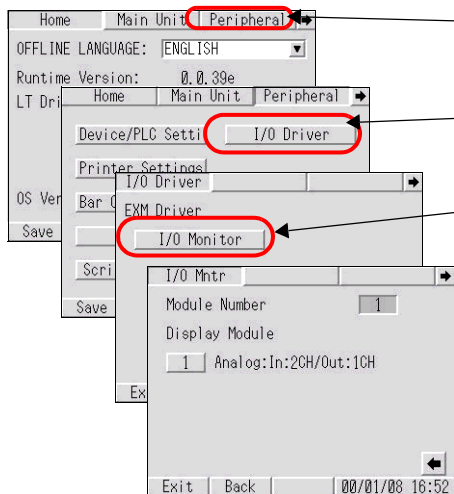 Home Main Unit Peripheral
OFFLINE LANGUAGE: ENGLISH
Runtime Version: 0.0.39e
LT Dri
OS Ver
Save
Home Main Unit Peripheral
Device/PLC Setti I/O Driver
Printer Settings
Bar
Scri
Save
I/O Driver
EXM Driver
I/O Monitor
Ex
I/O Mntr
Module Number 1
Display Module
1 Analog:In:2CH/Out:1CH
Exit Back 00/01/08 16:52